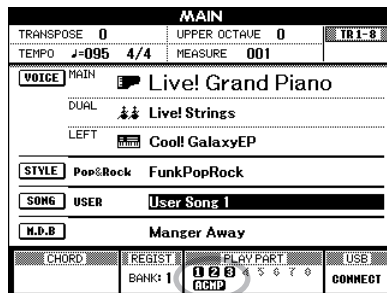 MAIN
TRANSPOSE 0 UPPER OCTAVE 0 TR 1-8
TEMPO ♩=095 4/4 MEASURE 001
VOICE MAIN Live! Grand Piano
DUAL Live! Strings
LEFT Cool! GalaxyEP
STYLE Pop&Rock FunkPopRock
SONG USER User Song 1
M.D.B Manger Away
CHORD REGIST PLAY PART USB
BANK: 1 1 2 3 4 5 6 7 8 CONNECT
ACMP